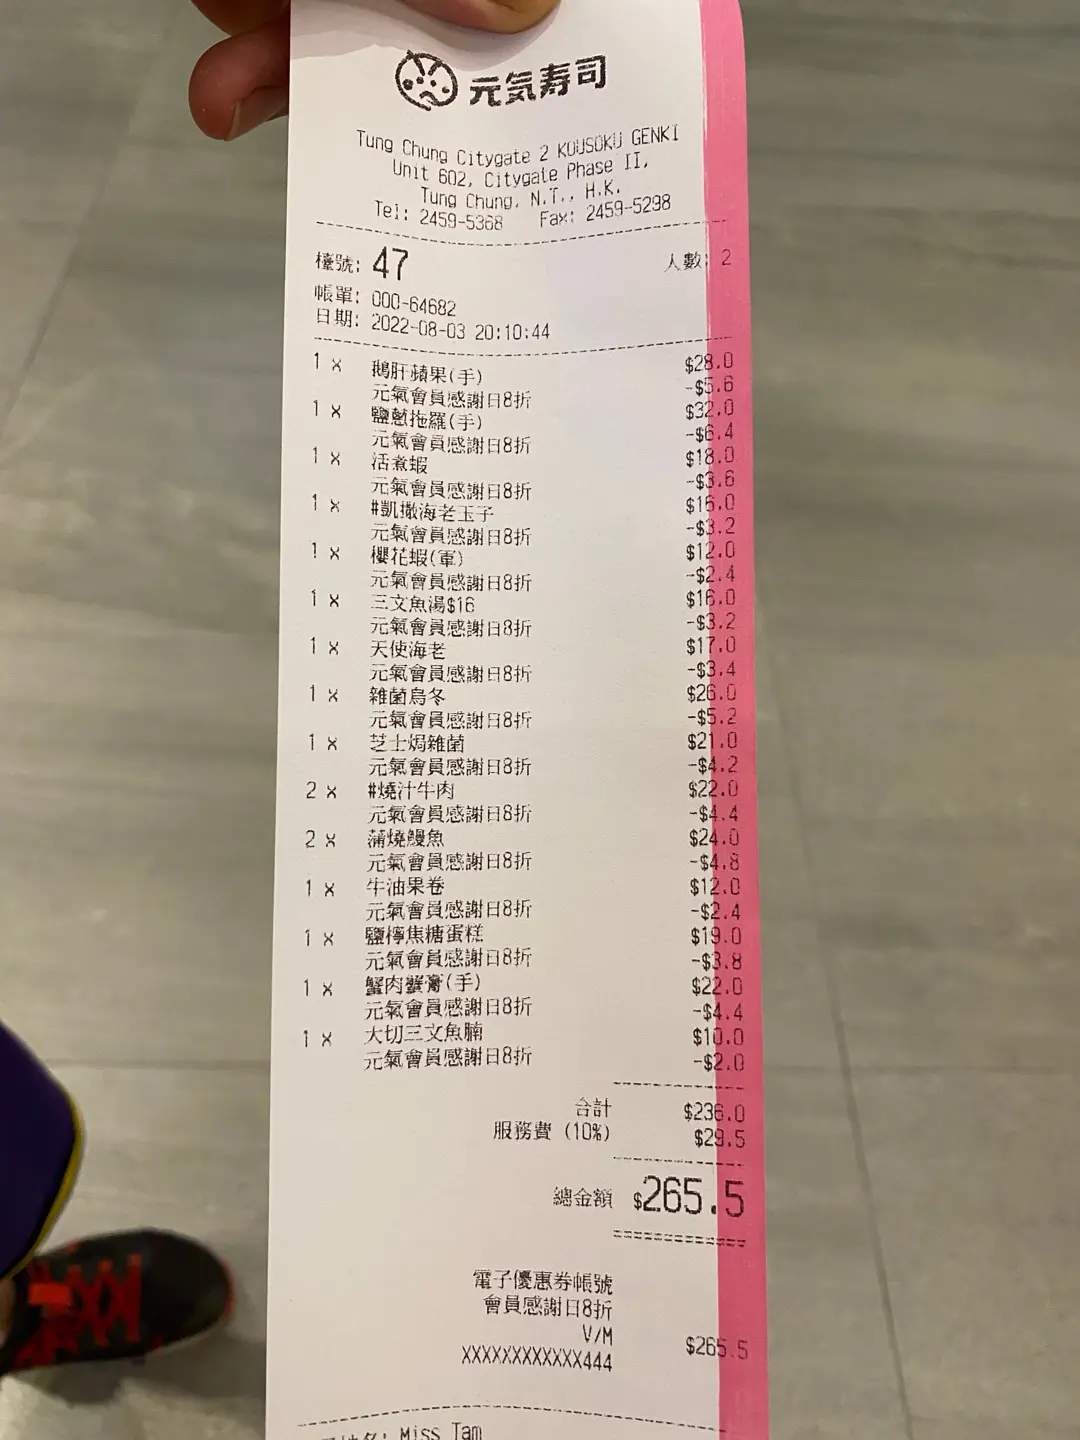 元気寿司
Tung Chung Citygate 2 KOUSOKU GENKI
Unit 602, Citygate Phase II,
Tung Chung, N.T., H.K.
Tel: 2459-5368 Fax: 2459-5298
檯號: 47 人數: 2
帳單: 000-64682
日期: 2022-08-03 20:10:44
1 x 鵝肝蘋果(手) $28.0
元氣會員感謝日8折 -$5.6
1 x 鹽蔥拖羅(手) $32.0
元氣會員感謝日8折 -$6.4
1 x 活煮蝦 $18.0
元氣會員感謝日8折 -$3.6
1 x #凱撒海老玉子 $16.0
元氣會員感謝日8折 -$3.2
1 x 櫻花蝦(軍) $12.0
元氣會員感謝日8折 -$2.4
1 x 三文魚湯$16 $16.0
元氣會員感謝日8折 -$3.2
1 x 天使海老 $17.0
元氣會員感謝日8折 -$3.4
1 x 雜菌烏冬 $26.0
元氣會員感謝日8折 -$5.2
1 x 芝士焗雜菌 $21.0
元氣會員感謝日8折 -$4.2
2 x #燒汁牛肉 $22.0
元氣會員感謝日8折 -$4.4
2 x 蒲燒鰻魚 $24.0
元氣會員感謝日8折 -$4.8
1 x 牛油果卷 $12.0
元氣會員感謝日8折 -$2.4
1 x 鹽檸焦糖蛋糕 $19.0
元氣會員感謝日8折 -$3.8
1 x 蟹肉蟹膏(手) $22.0
元氣會員感謝日8折 -$4.4
1 x 大切三文魚腩 $10.0
元氣會員感謝日8折 -$2.0
合計 $236.0
服務費 (10%) $29.5
總金額 $265.5
電子優惠券帳號
會員感謝日8折
V/M $265.5
XXXXXXXXXXXX444
Miss Tam